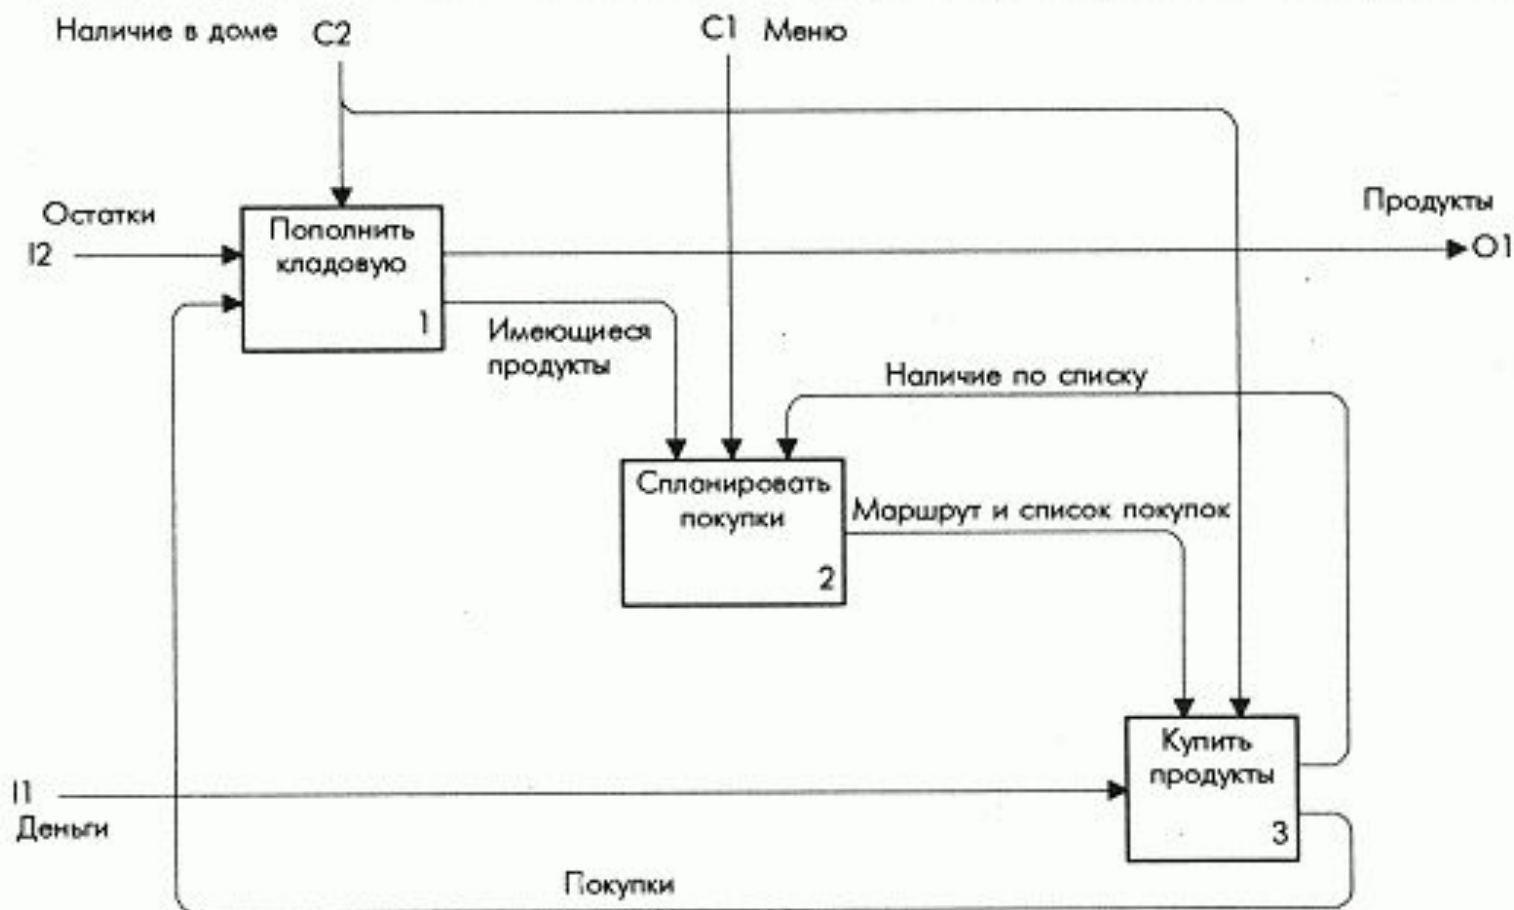 Наличие в доме C2
C1 Меню
Остатки
I2
Продукты
O1
Пополнить
кладовую
1
Имеющиеся
продукты
Наличие по списку
Спланировать
покупки
2
Маршрут и список покупок
Купить
продукты
3
I1
Деньги
Покупки